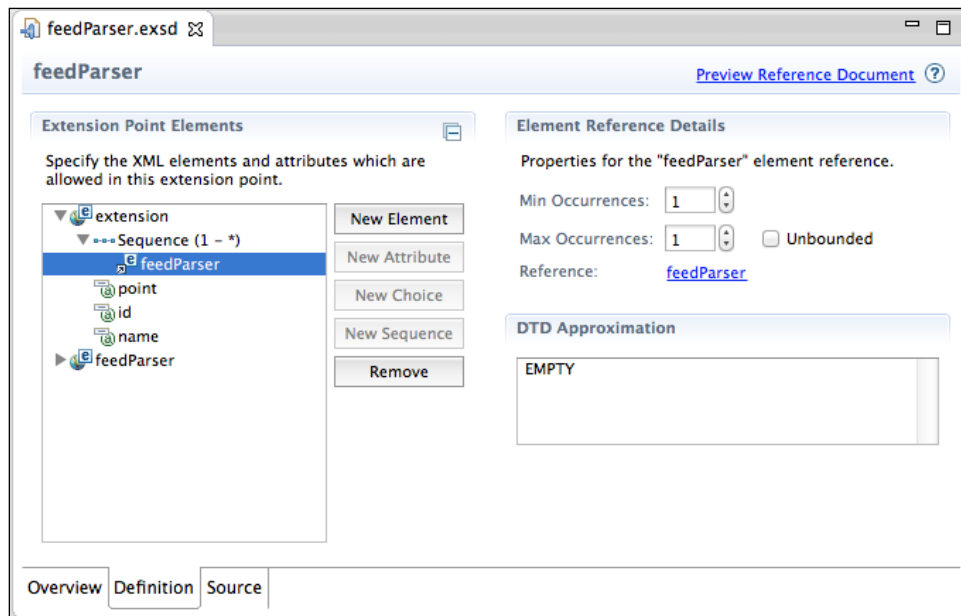 feedParser.exsd
feedParser
Preview Reference Document
?
Extension Point Elements
Specify the XML elements and attributes which are
allowed in this extension point.
e extension
Sequence (1 – *)
e feedParser
a point
a id
a name
e feedParser
New Element
New Attribute
New Choice
New Sequence
Remove
Element Reference Details
Properties for the "feedParser" element reference.
Min Occurrences: 1
Max Occurrences: 1 Unbounded
Reference: feedParser
DTD Approximation
EMPTY
Overview Definition Source